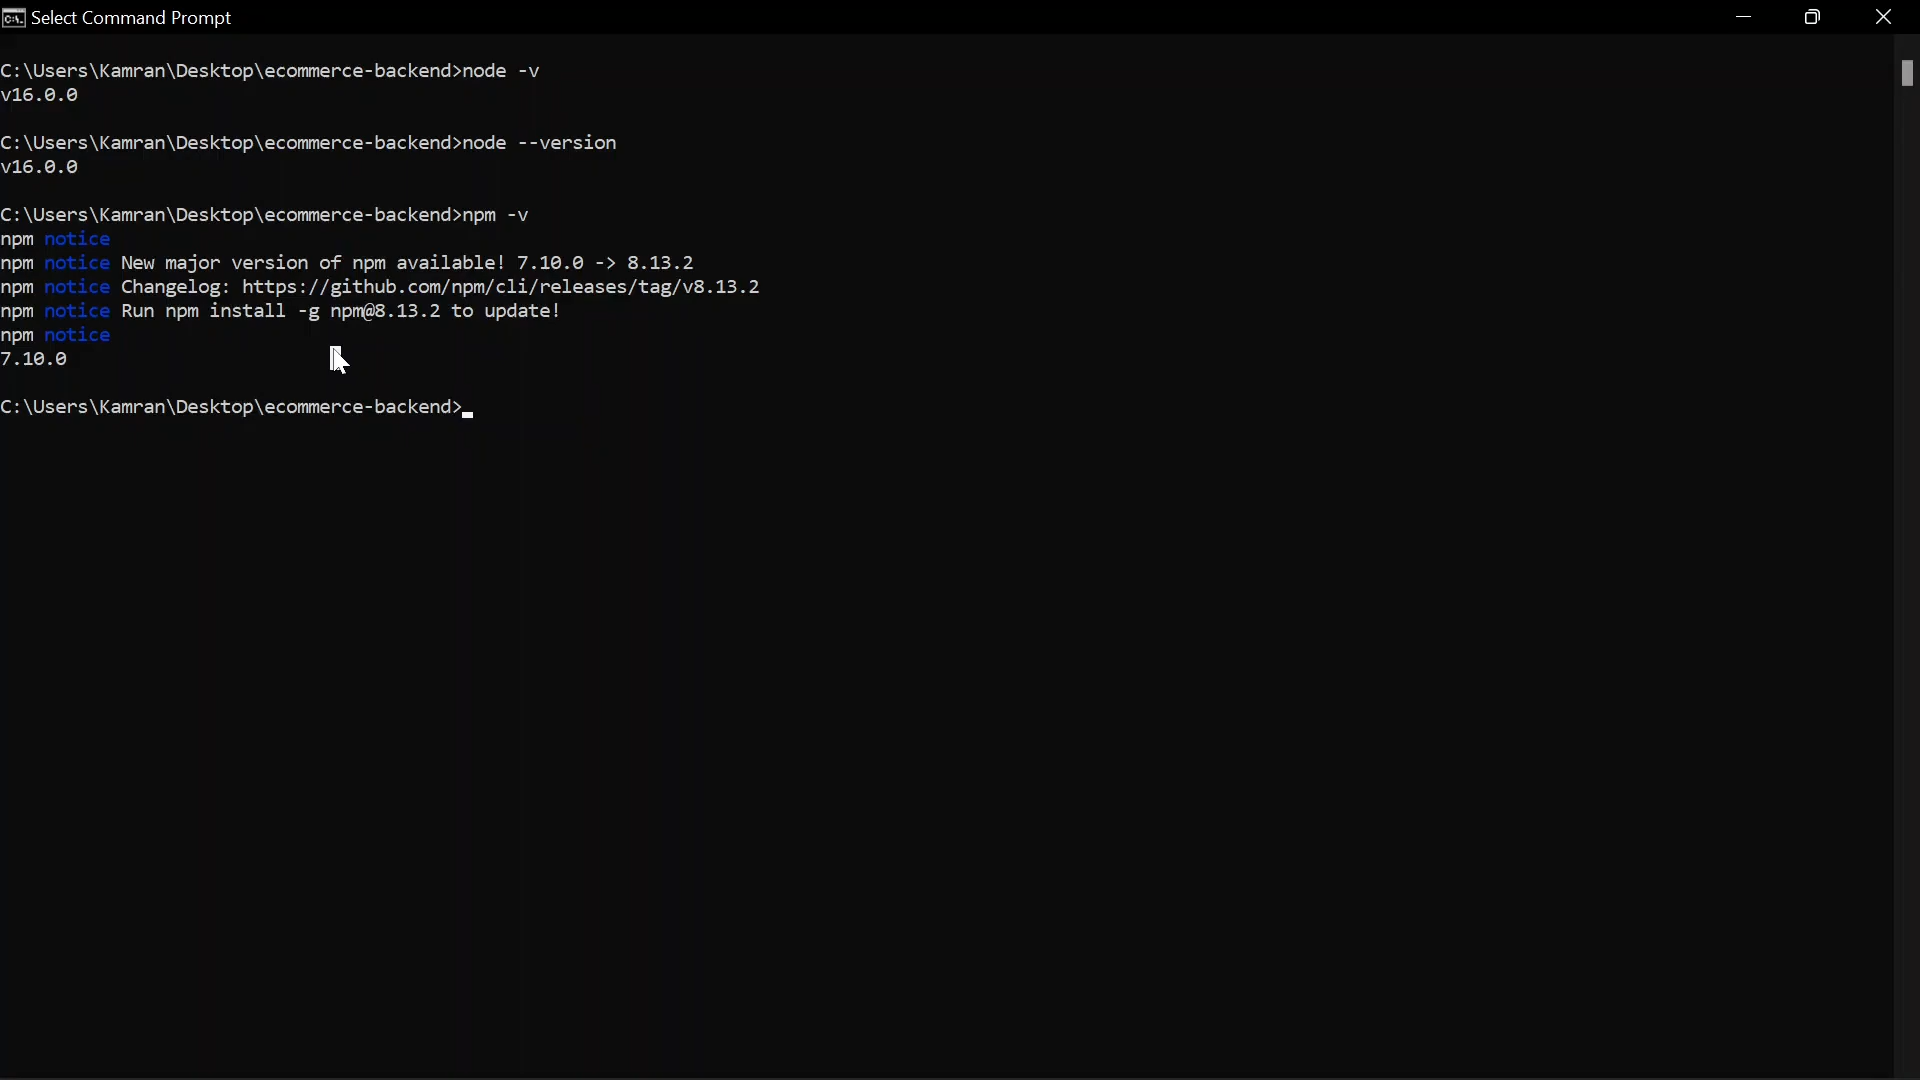 Select Command Prompt
C:\Users\Kamran\Desktop\ecommerce-backend>node -v
v16.0.0
C:\Users\Kamran\Desktop\ecommerce-backend>node --version
v16.0.0
C:\Users\Kamran\Desktop\ecommerce-backend>npm -v
npm notice
npm notice New major version of npm available! 7.10.0 -> 8.13.2
npm notice Changelog: https://github.com/npm/cli/releases/tag/v8.13.2
npm notice Run npm install -g npm@8.13.2 to update!
npm notice
7.10.0
C:\Users\Kamran\Desktop\ecommerce-backend>